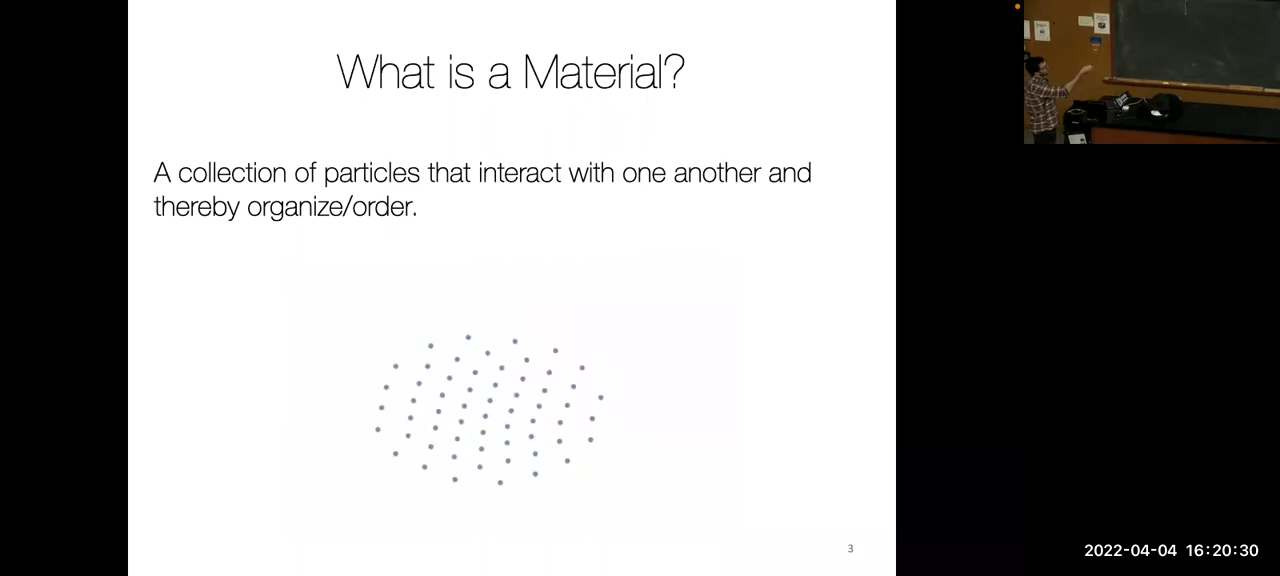 What is a Material?
A collection of particles that interact with one another and
thereby organize/order.
3
2022-04-04 16:20:30